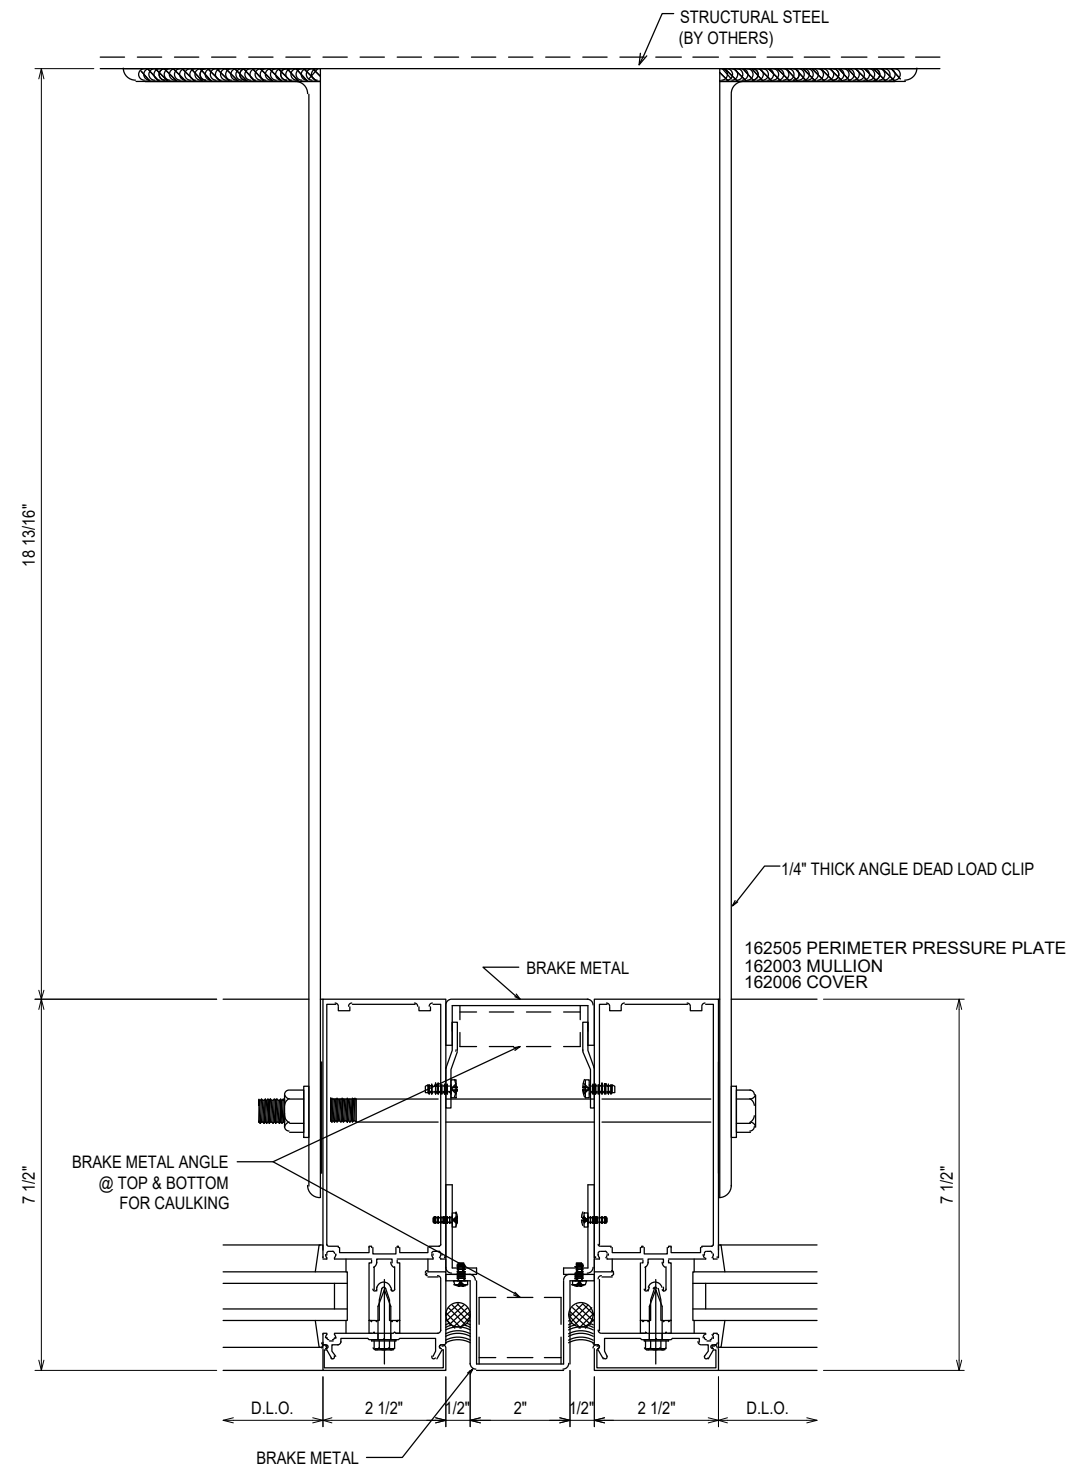 STRUCTURAL STEEL
(BY OTHERS)
18 13/16"
1/4" THICK ANGLE DEAD LOAD CLIP
162505 PERIMETER PRESSURE PLATE
162003 MULLION
162006 COVER
BRAKE METAL
BRAKE METAL ANGLE
@ TOP & BOTTOM
FOR CAULKING
7 1/2"
7 1/2"
D.L.O.
2 1/2"
1/2"
2"
1/2"
2 1/2"
D.L.O.
BRAKE METAL